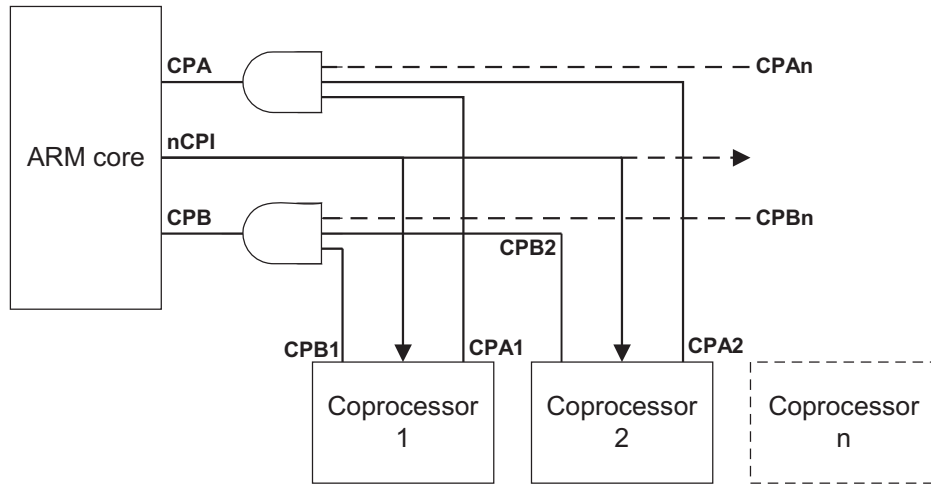 CPA
CPAn
ARM core
nCPI
CPB
CPBn
CPB2
CPB1
CPA1
CPA2
Coprocessor
1
Coprocessor
2
Coprocessor
n